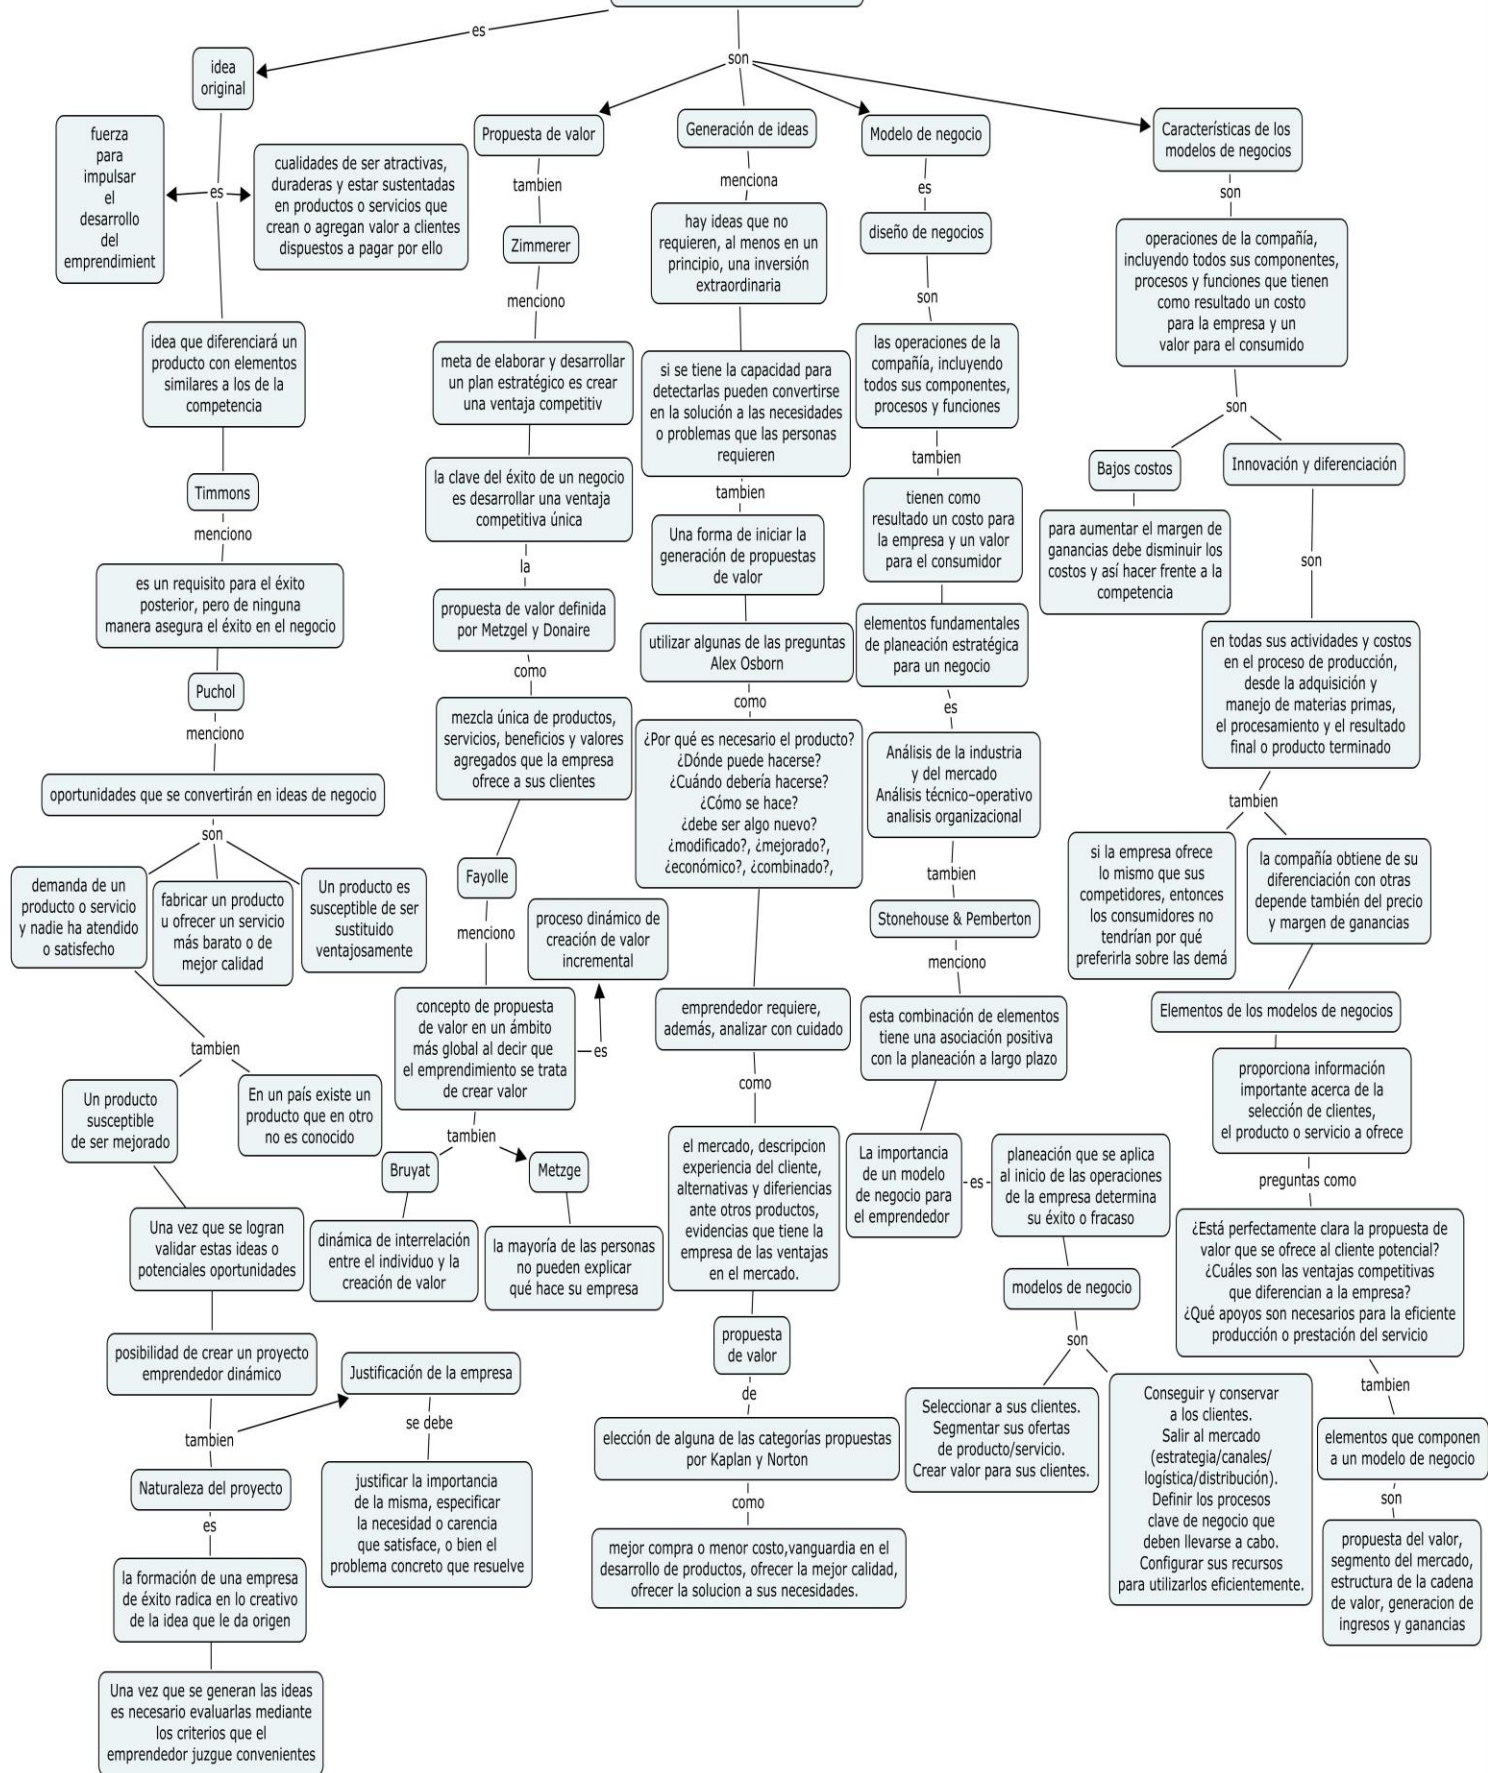 es
idea
original
son
fuerza
para
impulsar
el
desarrollo
del
emprendimient
es
cualidades de ser atractivas,
duraderas y estar sustentadas
en productos o servicios que
crean o agregan valor a clientes
dispuestos a pagar por ello
idea que diferenciará un
producto con elementos
similares a los de la
competencia
Timmons
menciono
es un requisito para el éxito
posterior, pero de ninguna
manera asegura el éxito en el negocio
Puchol
menciono
oportunidades que se convertirán en ideas de negocio
son
demanda de un
producto o servicio
y nadie ha atendido
o satisfecho
fabricar un producto
u ofrecer un servicio
más barato o de
mejor calidad
Un producto es
susceptible de ser
sustituido
ventajosamente
tambien
Un producto
susceptible
de ser mejorado
En un país existe un
producto que en otro
no es conocido
Una vez que se logran
validar estas ideas o
potenciales oportunidades
posibilidad de crear un proyecto
emprendedor dinámico
tambien
Justificación de la empresa
se debe
justificar la importancia
de la misma, especificar
la necesidad o carencia
que satisface, o bien el
problema concreto que resuelve
Naturaleza del proyecto
es
la formación de una empresa
de éxito radica en lo creativo
de la idea que le da origen
Una vez que se generan las ideas
es necesario evaluarlas mediante
los criterios que el
emprendedor juzgue convenientes
Propuesta de valor
tambien
Zimmerer
menciono
meta de elaborar y desarrollar
un plan estratégico es crear
una ventaja competitiv
la clave del éxito de un negocio
es desarrollar una ventaja
competitiva única
la
propuesta de valor definida
por Metzgel y Donaire
como
mezcla única de productos,
servicios, beneficios y valores
agregados que la empresa
ofrece a sus clientes
Fayolle
menciono
concepto de propuesta
de valor en un ámbito
más global al decir que
el emprendimiento se trata
de crear valor
es
proceso dinámico de
creación de valor
incremental
tambien
Bruyat
dinámica de interrelación
entre el individuo y la
creación de valor
Metzge
la mayoría de las personas
no pueden explicar
qué hace su empresa
Generación de ideas
menciona
hay ideas que no
requieren, al menos en un
principio, una inversión
extraordinaria
si se tiene la capacidad para
detectarlas pueden convertirse
en la solución a las necesidades
o problemas que las personas
requieren
tambien
Una forma de iniciar la
generación de propuestas
de valor
utilizar algunas de las preguntas
Alex Osborn
como
¿Por qué es necesario el producto?
¿Dónde puede hacerse?
¿Cuándo debería hacerse?
¿Cómo se hace?
¿debe ser algo nuevo?
¿modificado?, ¿mejorado?,
¿económico?, ¿combinado?,
emprendedor requiere,
además, analizar con cuidado
como
el mercado, descripcion
experiencia del cliente,
alternativas y difiriencias
ante otros productos,
evidencias que tiene la
empresa de las ventajas
en el mercado.
propuesta
de valor
de
elección de alguna de las categorías propuestas
por Kaplan y Norton
como
mejor compra o menor costo,vanguardia en el
desarrollo de productos, ofrecer la mejor calidad,
ofrecer la solucion a sus necesidades.
Modelo de negocio
es
diseño de negocios
son
las operaciones de la
compañía, incluyendo
todos sus componentes,
procesos y funciones
tambien
tienen como
resultado un costo para
la empresa y un valor
para el consumidor
elementos fundamentales
de planeación estratégica
para un negocio
es
Análisis de la industria
y del mercado
Análisis técnico-operativo
analisis organizacional
tambien
Stonehouse & Pemberton
menciono
esta combinación de elementos
tiene una asociación positiva
con la planeación a largo plazo
La importancia
de un modelo
de negocio para
el emprendedor
es
planeación que se aplica
al inicio de las operaciones
de la empresa determina
su éxito o fracaso
modelos de negocio
son
Seleccionar a sus clientes.
Segmentar sus ofertas
de producto/servicio.
Crear valor para sus clientes.
Conseguir y conservar
a los clientes.
Salir al mercado
(estrategia/canales/
logística/distribución).
Definir los procesos
clave de negocio que
deben llevarse a cabo.
Configurar sus recursos
para utilizarlos eficientemente.
Características de los
modelos de negocios
son
operaciones de la compañía,
incluyendo todos sus componentes,
procesos y funciones que tienen
como resultado un costo
para la empresa y un
valor para el consumido
son
Bajos costos
para aumentar el margen de
ganancias debe disminuir los
costos y así hacer frente a la
competencia
Innovación y diferenciación
son
en todas sus actividades y costos
en el proceso de producción,
desde la adquisición y
manejo de materias primas,
el procesamiento y el resultado
final o producto terminado
tambien
si la empresa ofrece
lo mismo que sus
competidores, entonces
los consumidores no
tendrían por qué
preferirla sobre las demá
la compañía obtiene de su
diferenciación con otras
depende también del precio
y margen de ganancias
Elementos de los modelos de negocios
proporciona información
importante acerca de la
selección de clientes,
el producto o servicio a ofrece
preguntas como
¿Está perfectamente clara la propuesta de
valor que se ofrece al cliente potencial?
¿Cuáles son las ventajas competitivas
que diferencian a la empresa?
¿Qué apoyos son necesarios para la eficiente
producción o prestación del servicio
tambien
elementos que componen
a un modelo de negocio
son
propuesta del valor,
segmento del mercado,
estructura de la cadena
de valor, generacion de
ingresos y ganancias